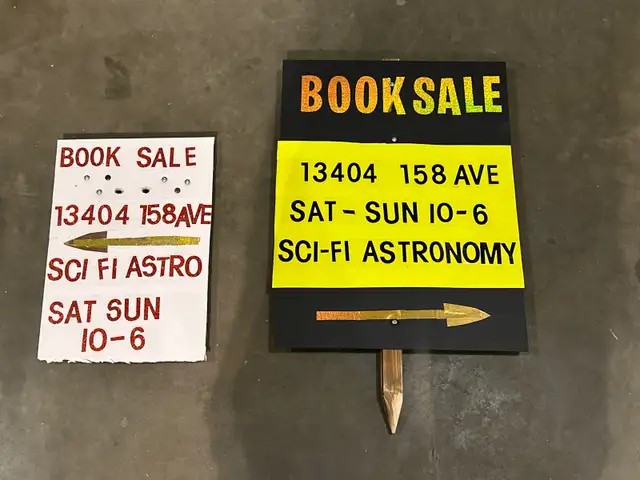 BOOK SALE
13404 158AVE
SCI FI ASTRO
SAT SUN
10-6
BOOK SALE
13404 158 AVE
SAT - SUN 10-6
SCI-FI ASTRONOMY